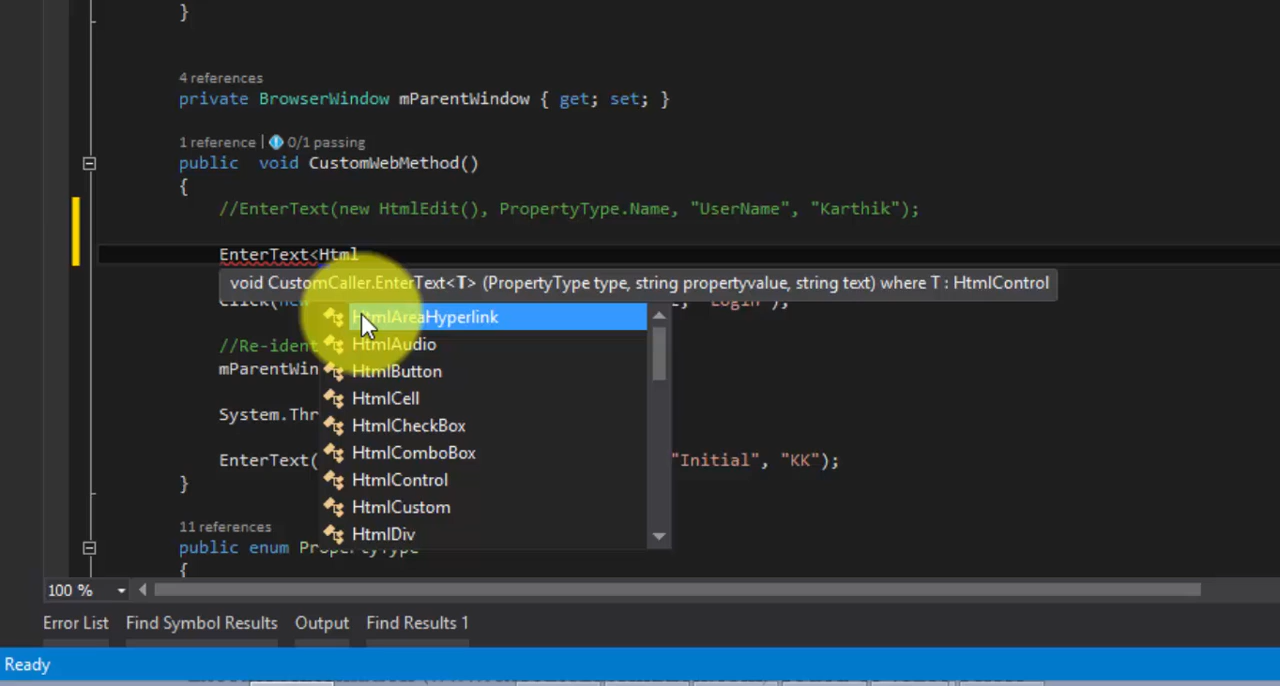 }
4 references
private BrowserWindow mParentWindow { get; set; }
1 reference | 0/1 passing
public void CustomWebMethod()
{
//EnterText(new HtmlEdit(), PropertyType.Name, "UserName", "Karthik");
EnterText<Html
void CustomCaller.EnterText<T> (PropertyType type, string propertyvalue, string text) where T : HtmlControl
Click(new "Login");
HtmlAreaHyperlink
//Re-ident HtmlAudio
mParentWin HtmlButton
HtmlCell
System.Thr HtmlCheckBox
HtmlComboBox
EnterText( "Initial", "KK");
HtmlControl
}
HtmlCustom
11 references
HtmlDiv
public enum PropertyType
{
100 %
Error List Find Symbol Results Output Find Results 1
Ready